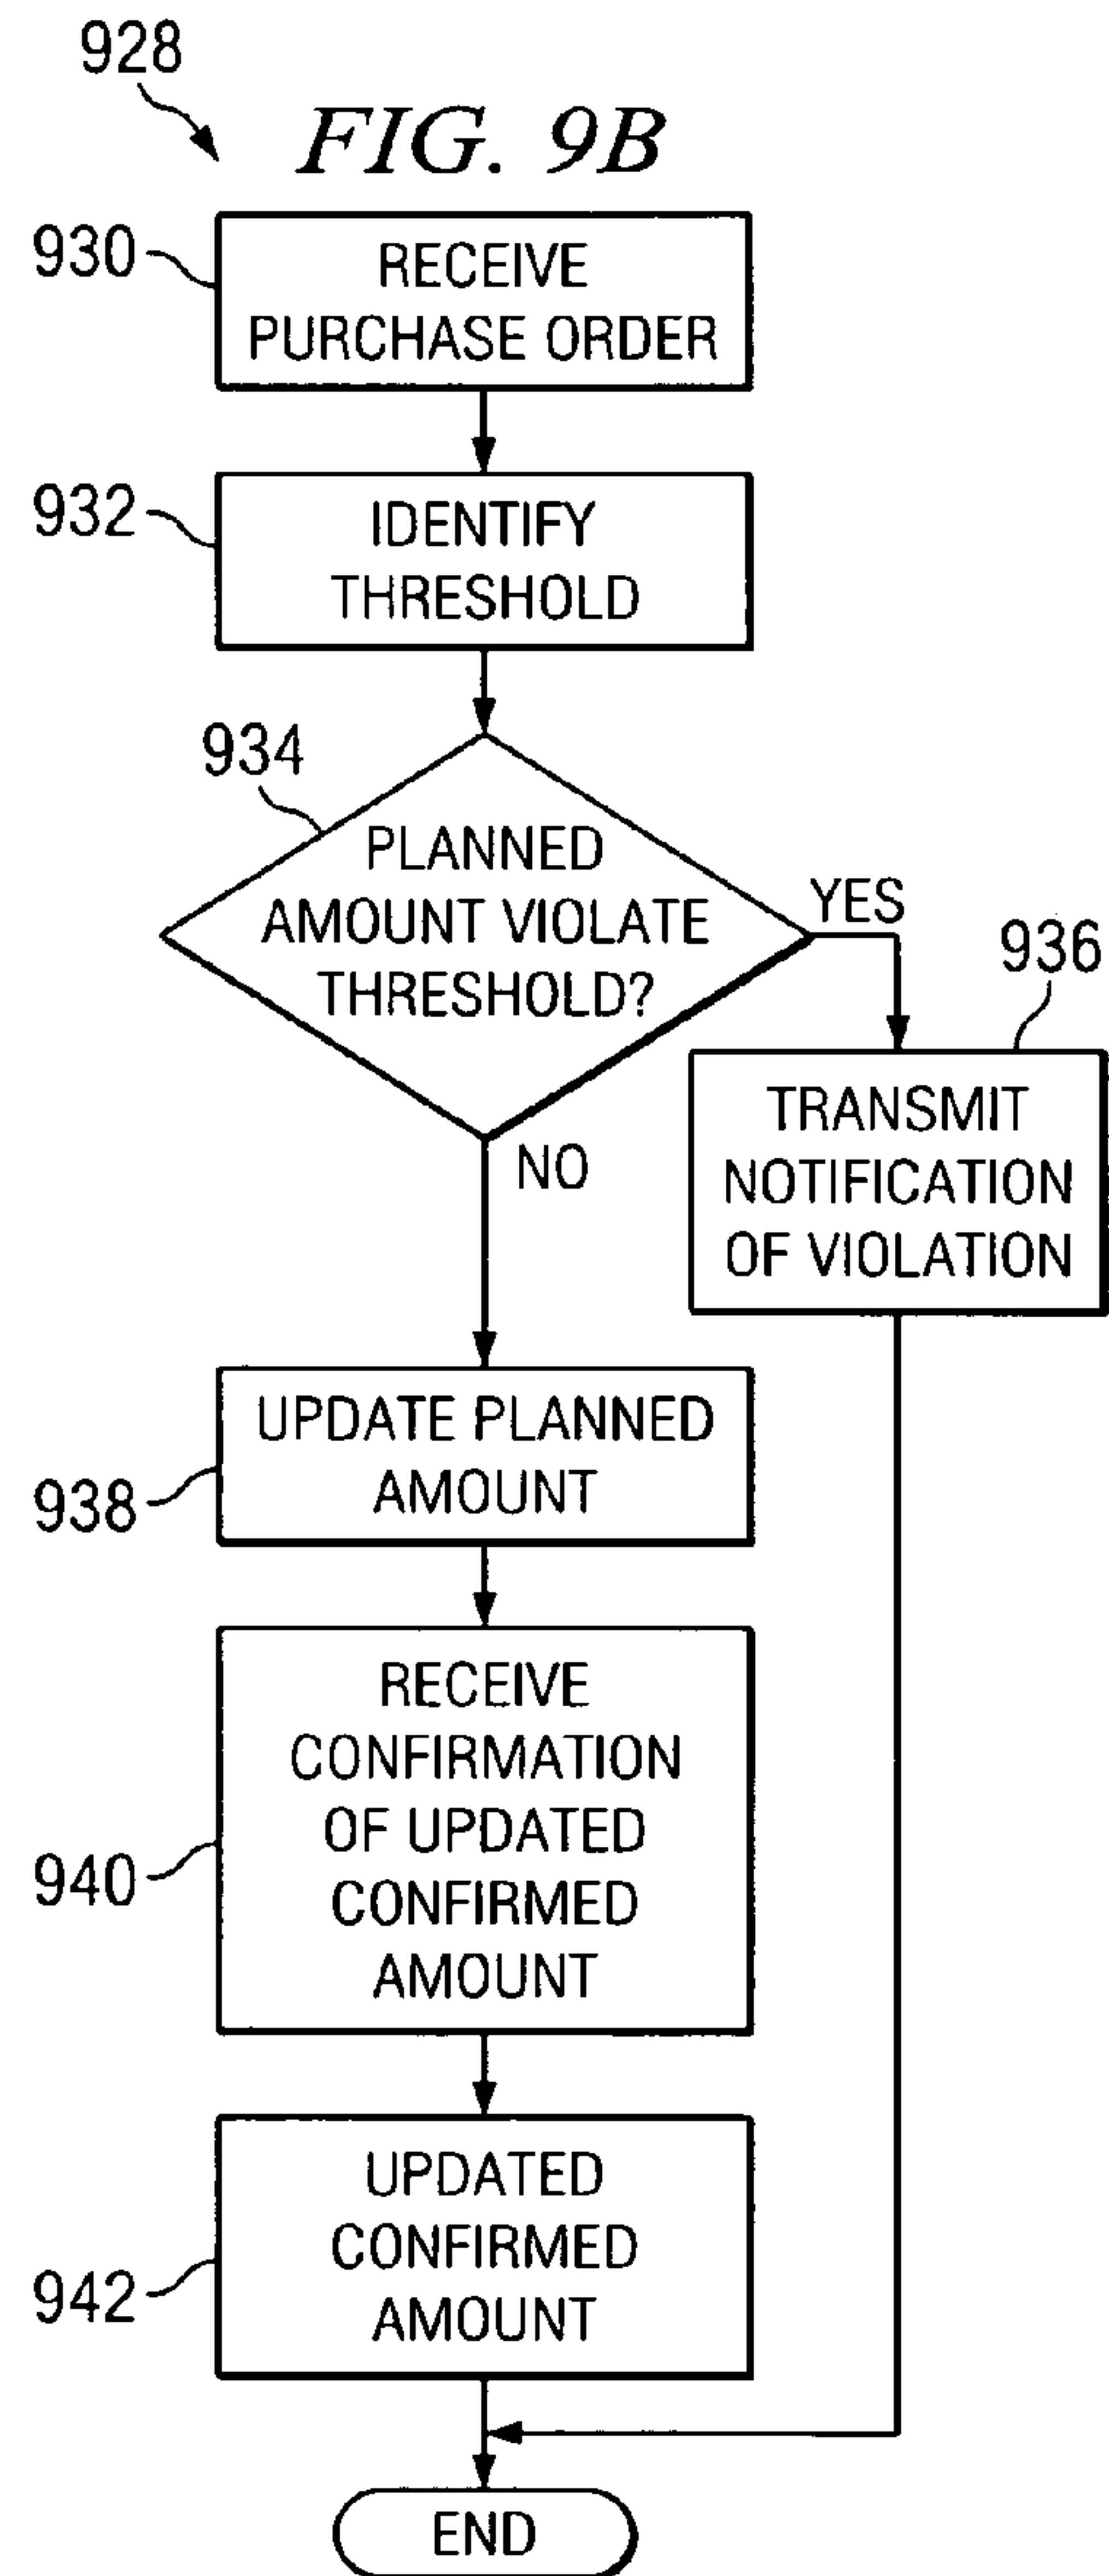 928
FIG. 9B
930
RECEIVE
PURCHASE ORDER
932
IDENTIFY
THRESHOLD
934
PLANNED
AMOUNT VIOLATE
THRESHOLD?
YES
936
TRANSMIT
NOTIFICATION
OF VIOLATION
NO
UPDATE PLANNED
AMOUNT
938
RECEIVE
CONFIRMATION
OF UPDATED
CONFIRMED
AMOUNT
940
UPDATED
CONFIRMED
AMOUNT
942
END